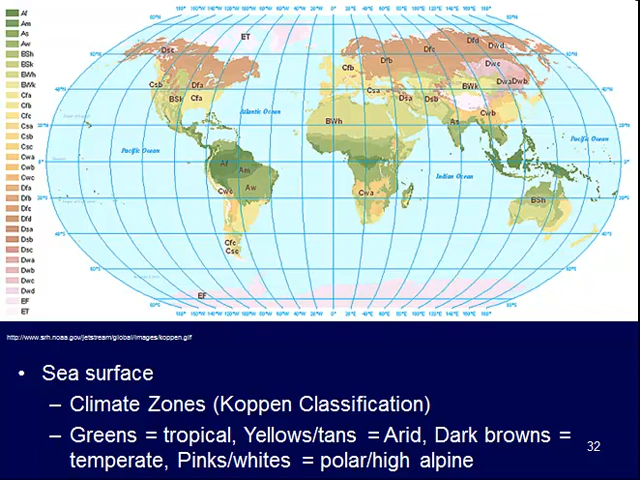 Af
Am
As
Aw
BSh
BSk
BWh
BWk
Cfa
Cfb
Cfc
Csa
Csb
Csc
Cwa
Cwb
Cwc
Dfa
Dfb
Dfc
Dfd
Dsa
Dsb
Dsc
Dwa
Dwb
Dwc
Dwd
EF
ET
ET
Dsc
Dfd
Dwd
Dfc
Dfb
Dwc
Cfb
Csb
Dfa
BSk
Cfa
Csa
Dsa
Dsb
BWk
Dwa
Dwb
Cwb
Atlantic Ocean
BWh
As
Pacific Ocean
Pacific Ocean
Af
Am
Aw
Cwc
Cwa
Indian Ocean
BSh
Cfc
Csc
EF
http://www.srh.noaa.gov/jetstream/global/images/koppen.gif
• Sea surface
– Climate Zones (Koppen Classification)
– Greens = tropical, Yellows/tans = Arid, Dark browns =
temperate, Pinks/whites = polar/high alpine
32